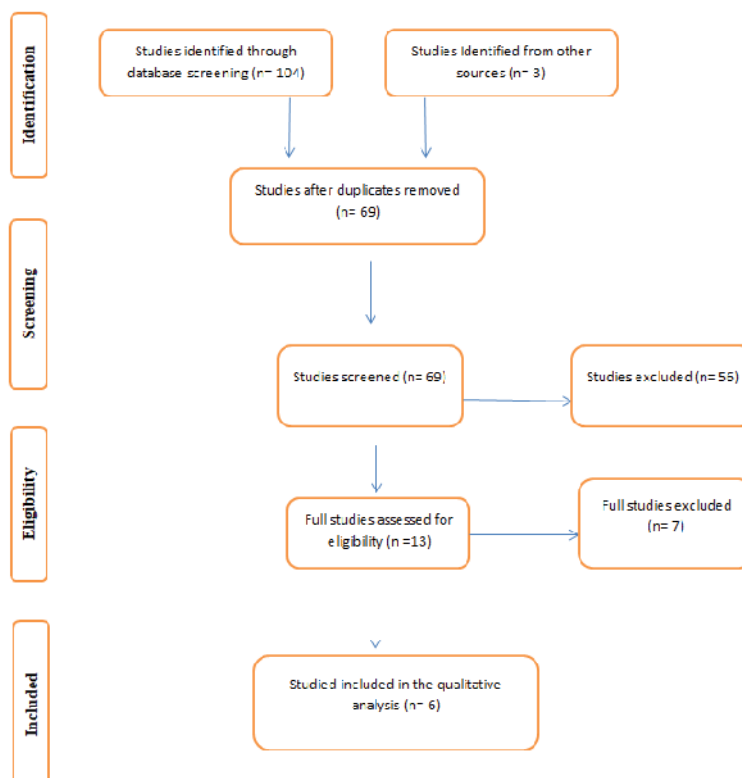 Identification
Studies identified through
database screening (n= 104)
Studies Identified from other
sources (n= 3)
Studies after duplicates removed
(n= 69)
Screening
Studies screened (n= 69)
Studies excluded (n=
Eligibility
Full studies assessed for
eligibility (n =13)
Full studies excluded
(n= 7)
Included
Studied included in the qualitative
analysis (n= 6)